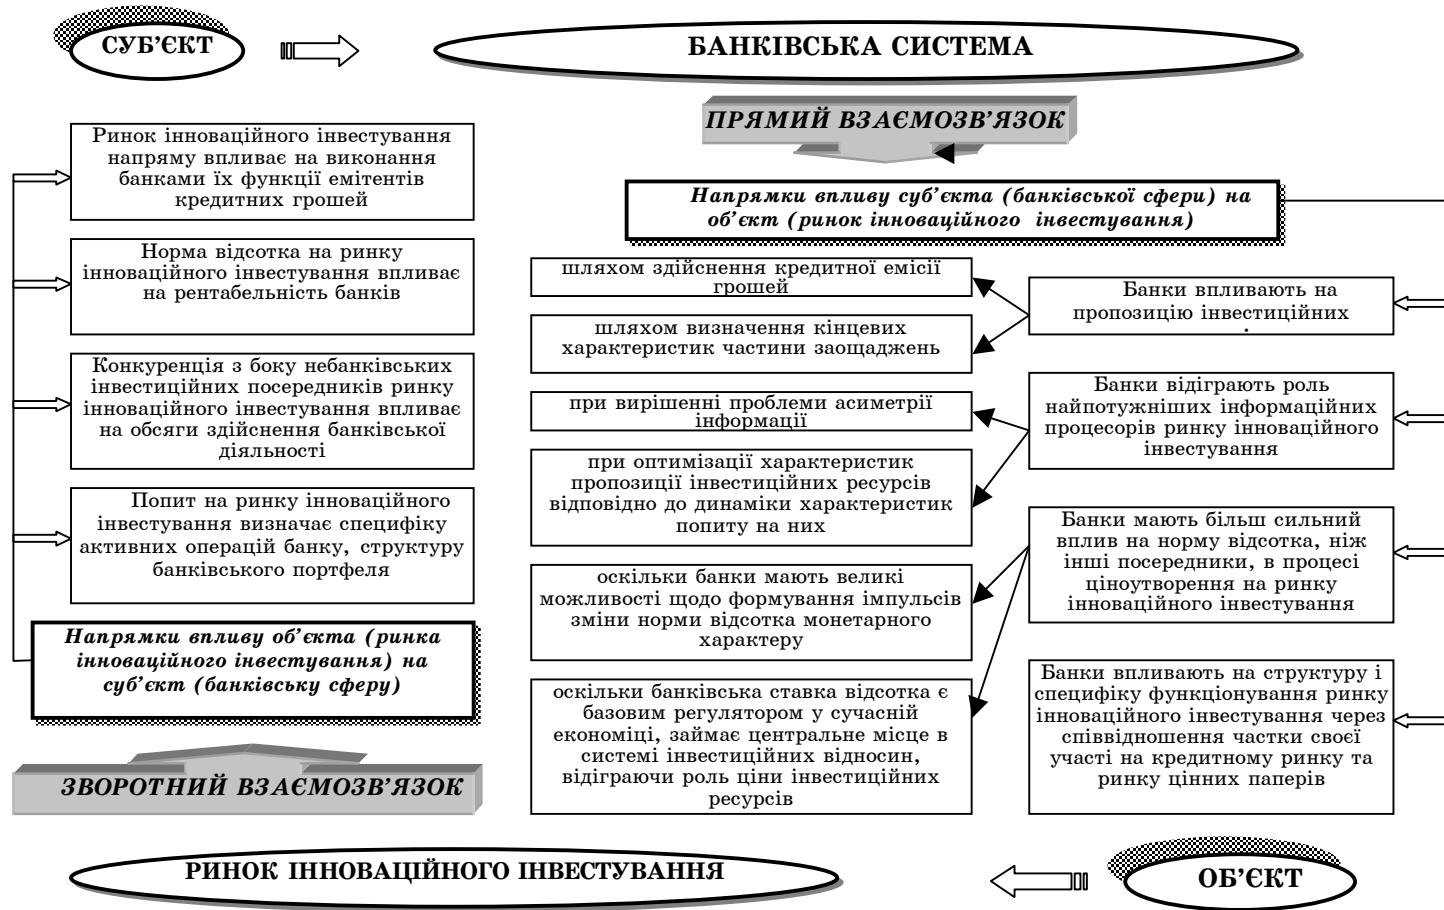 СУБ’ЄКТ
БАНКІВСЬКА СИСТЕМА
ПРЯМИЙ ВЗАЄМОЗВ’ЯЗОК
Напрямки впливу суб’єкта (банківської сфери) на
об’єкт (ринок інноваційного інвестування)
Ринок інноваційного інвестування
напряму впливає на виконання
банками їх функції емітентів
кредитних грошей
Норма відсотка на ринку
інноваційного інвестування впливає
на рентабельність банків
Конкуренція з боку небанківських
інвестиційних посередників ринку
інноваційного інвестування впливає
на обсяги здійснення банківської
діяльності
Попит на ринку інноваційного
інвестування визначає специфіку
активних операцій банку, структуру
банківського портфеля
Напрямки впливу об’єкта (ринка
інноваційного інвестування) на
суб’єкт (банківську сферу)
ЗВОРОТНИЙ ВЗАЄМОЗВ’ЯЗОК
шляхом здійснення кредитної емісії
грошей
шляхом визначення кінцевих
характеристик частини заощаджень
при вирішенні проблеми асиметрії
інформації
при оптимізації характеристик
пропозиції інвестиційних ресурсів
відповідно до динаміки характеристик
попиту на них
оскільки банки мають великі
можливості щодо формування імпульсів
зміни норми відсотка монетарного
характеру
оскільки банківська ставка відсотка є
базовим регулятором у сучасній
економіці, займає центральне місце в
системі інвестиційних відносин,
відіграючи роль ціни інвестиційних
ресурсів
Банки впливають на
пропозицію інвестиційних
Банки відіграють роль
найпотужніших інформаційних
процесорів ринку інноваційного
інвестування
Банки мають більш сильний
вплив на норму відсотка, ніж
інші посередники, в процесі
ціноутворення на ринку
інноваційного інвестування
Банки впливають на структуру і
специфіку функціонування ринку
інноваційного інвестування через
співвідношення частки своєї
участі на кредитному ринку та
ринку цінних паперів
РИНОК ІННОВАЦІЙНОГО ІНВЕСТУВАННЯ
ОБ’ЄКТ